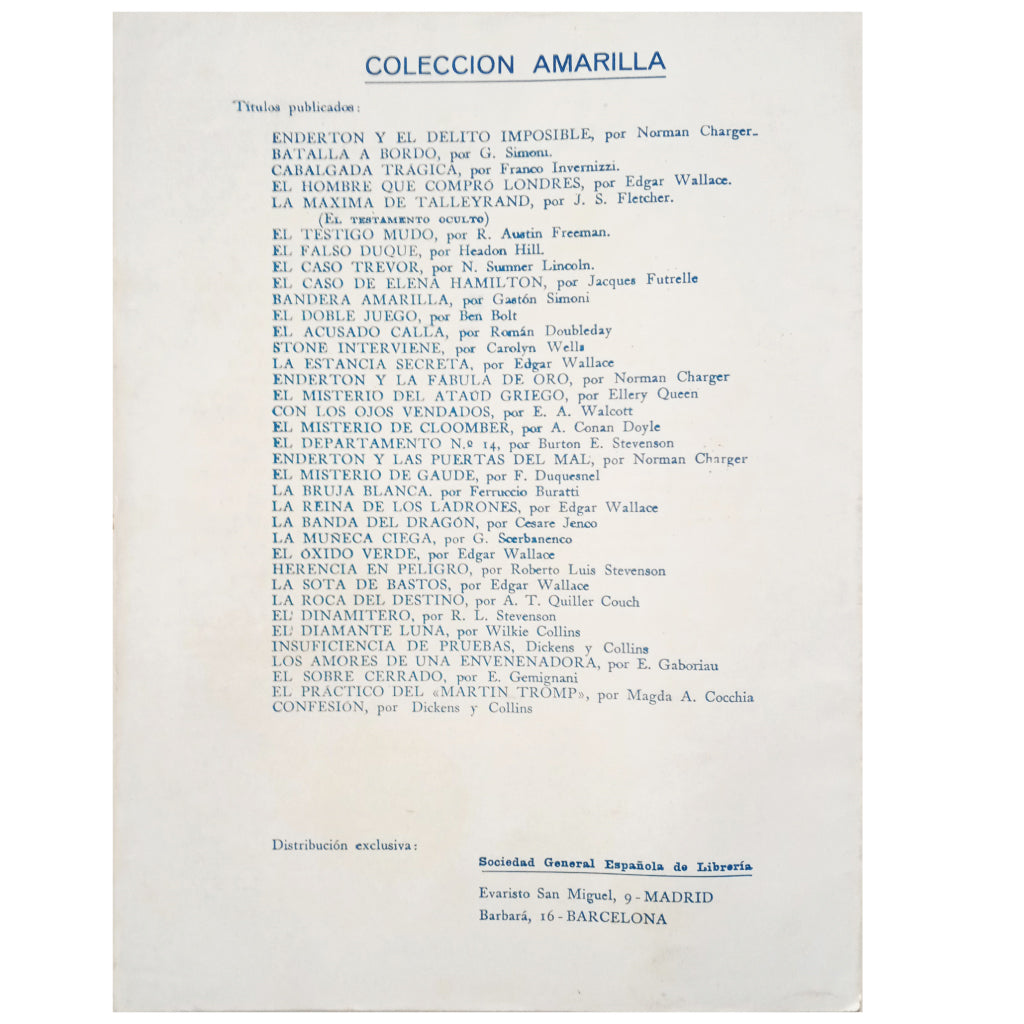 COLECCION AMARILLA
Títulos publicados:
ENDERTON Y EL DELITO IMPOSIBLE, por Norman Charger.
BATALLA A BORDO, por G. Simoni.
CABALGADA TRAGICA, por Franco Invernizzi.
EL HOMBRE QUE COMPRÓ LONDRES, por Edgar Wallace.
LA MAXIMA DE TALLEYRAND, por J. S. Fletcher.
(EL TESTAMENTO OCULTO)
EL TESTIGO MUDO, por R. Austin Freeman.
EL FALSO DUQUE, por Headon Hill.
EL CASO TREVOR, por N. Sumner Lincoln.
EL CASO DE ELENA HAMILTON, por Jacques Futrelle
BANDERA AMARILLA, por Gastón Simoni
EL DOBLE JUEGO, por Ben Bolt
EL ACUSADO CALLA, por Román Doubleday
STONE INTERVIENE, por Carolyn Wells
LA ESTANCIA SECRETA, por Edgar Wallace
ENDERTON Y LA FABULA DE ORO, por Norman Charger
EL MISTERIO DEL ATAÚD GRIEGO, por Ellery Queen
CON LOS OJOS VENDADOS, por E. A. Walcott
EL MISTERIO DE CLOOMBER, por A. Conan Doyle
EL DEPARTAMENTO N.º 14, por Burton E. Stevenson
ENDERTON Y LAS PUERTAS DEL MAL, por Norman Charger
EL MISTERIO DE GAUDE, por F. Duquesnel
LA BRUJA BLANCA. por Ferruccio Buratti
LA REINA DE LOS LADRONES, por Edgar Wallace
LA BANDA DEL DRAGÓN, por Cesare Jenco
LA MUÑECA CIEGA, por G. Scerbanenco
EL ÓXIDO VERDE, por Edgar Wallace
HERENCIA EN PELIGRO, por Roberto Luis Stevenson
LA SOTA DE BASTOS, por Edgar Wallace
LA ROCA DEL DESTINO, por A. T. Quiller Couch
EL DINAMITERO, por R. L. Stevenson
EL DIAMANTE LUNA, por Wilkie Collins
INSUFICIENCIA DE PRUEBAS, Dickens y Collins
LOS AMORES DE UNA ENVENENADORA, por E. Gaboriau
EL SOBRE CERRADO, por E. Gemignani
EL PRÁCTICO DEL «MARTIN TROMP», por Magda A. Cocchia
CONFESIÓN, por Dickens y Collins
Distribución exclusiva:
Sociedad General Española de Librería
Evaristo San Miguel, 9 - MADRID
Barbará, 16 - BARCELONA